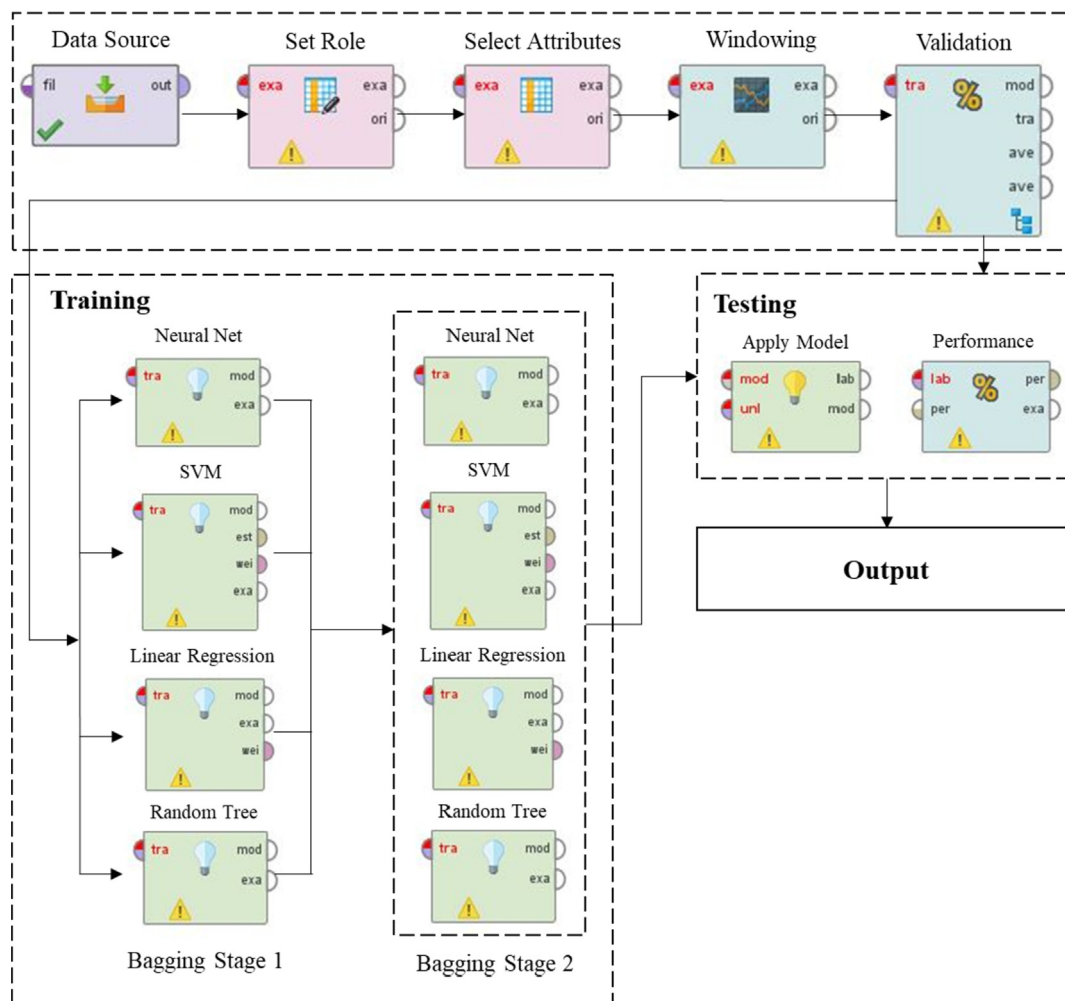 Data Source
Set Role
Select Attributes
Windowing
Validation
fil out
exa exa
ori
exa exa
ori
exa exa
ori
tra mod
tra
ave
ave
Training
Neural Net
tra mod
exa
SVM
tra mod
est
wei
exa
Linear Regression
tra mod
exa
wei
Random Tree
tra mod
exa
Bagging Stage 1
Neural Net
tra mod
exa
SVM
tra mod
est
wei
exa
Linear Regression
tra mod
exa
wei
Random Tree
tra mod
exa
Bagging Stage 2
Testing
Apply Model
mod lab
unl mod
Performance
lab per
per exa
Output